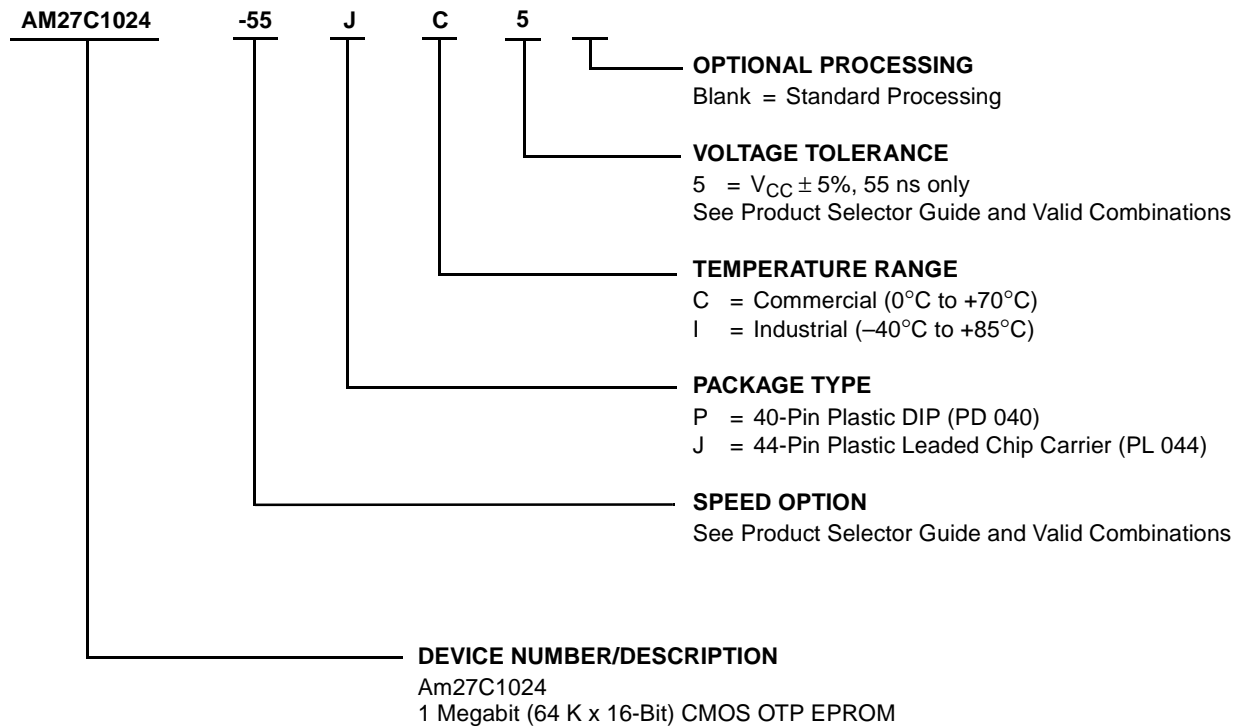 AM27C1024 -55 J C 5
OPTIONAL PROCESSING
Blank = Standard Processing
VOLTAGE TOLERANCE
5 = VCC ± 5%, 55 ns only
See Product Selector Guide and Valid Combinations
TEMPERATURE RANGE
C = Commercial (0°C to +70°C)
I = Industrial (–40°C to +85°C)
PACKAGE TYPE
P = 40-Pin Plastic DIP (PD 040)
J = 44-Pin Plastic Leaded Chip Carrier (PL 044)
SPEED OPTION
See Product Selector Guide and Valid Combinations
DEVICE NUMBER/DESCRIPTION
Am27C1024
1 Megabit (64 K x 16-Bit) CMOS OTP EPROM